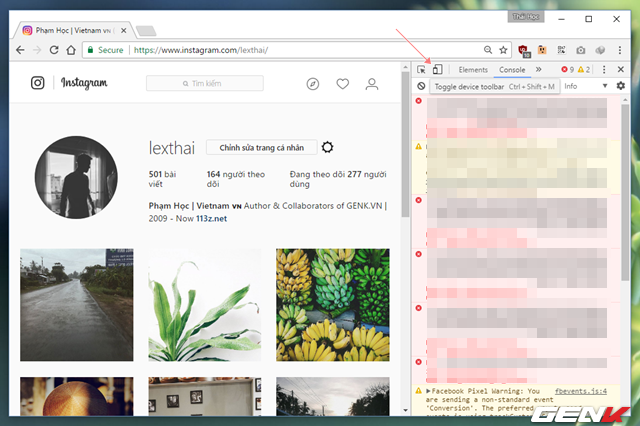 Thái Học
Phạm Học | Vietnam VN
Secure
https://www.instagram.com/lexthai/
10
Elements
Console
9
2
Instagram
Tìm kiếm
Toggle device toolbar Ctrl + Shift + M
Info
lexthai
Chỉnh sửa trang cá nhân
501 bài viết
164 người theo dõi
Đang theo dõi 277 người dùng
Phạm Học | Vietnam VN Author & Collaborators of GENK.VN |
2009 - Now 113z.net
Facebook Pixel Warning: You
fbevents.js:4
are sending a non-standard event
'Conversion'. The preferred
GENK